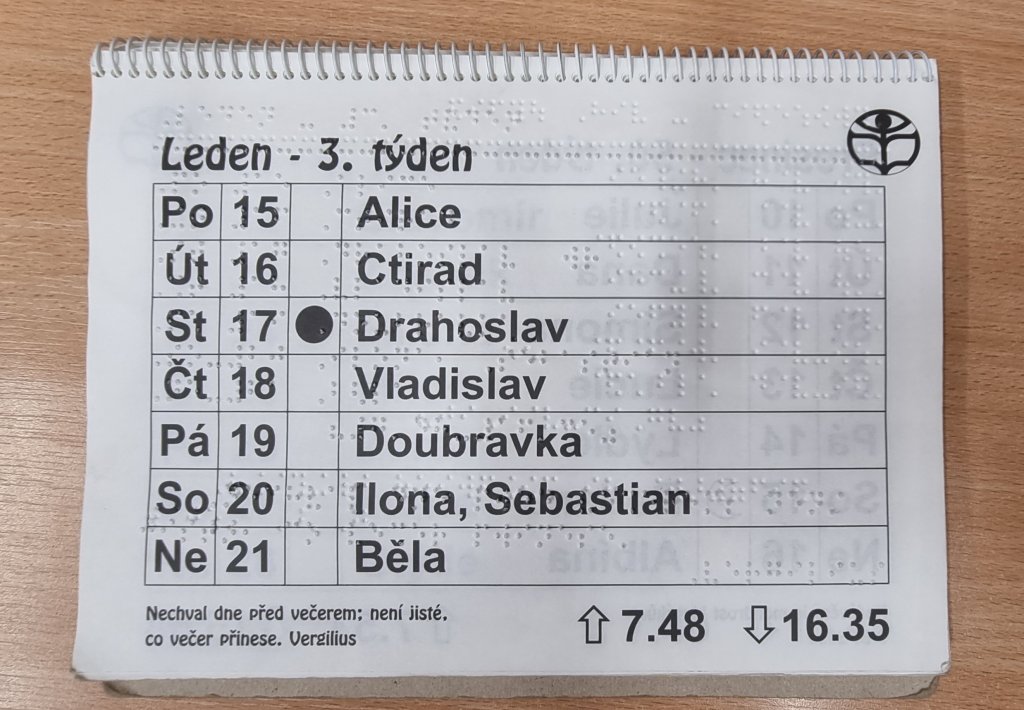 Leden - 3. týden
Po 15 Alice
Út 16 Ctirad
St 17 Drahoslav
Čt 18 Vladislav
Pá 19 Doubravka
So 20 Ilona, Sebastian
Ne 21 Běla
Nechval dne před večerem; není jisté,
co večer přinese. Vergilius
⇧ 7.48 ⇩ 16.35